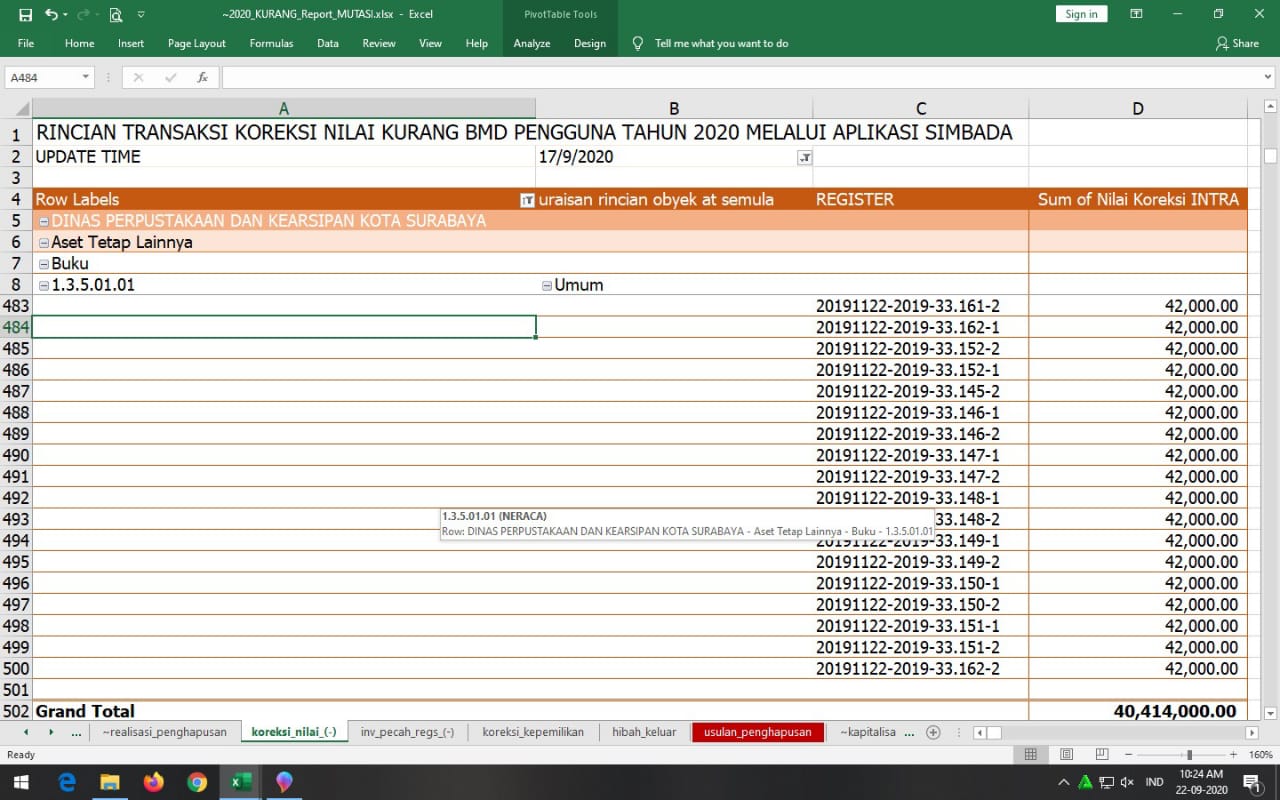 ~2020_KURANG_Report_MUTASI.xlsx - Excel
PivotTable Tools
Sign in
File Home Insert Page Layout Formulas Data Review View Help Analyze Design Tell me what you want to do Share
A484 fx
A B C D
1 RINCIAN TRANSAKSI KOREKSI NILAI KURANG BMD PENGGUNA TAHUN 2020 MELALUI APLIKASI SIMBADA
2 UPDATE TIME 17/9/2020
3
4 Row Labels uraisan rincian obyek at semula REGISTER Sum of Nilai Koreksi INTRA
5 DINAS PERPUSTAKAAN DAN KEARSIPAN KOTA SURABAYA
6 Aset Tetap Lainnya
7 Buku
8 1.3.5.01.01 Umum
483 20191122-2019-33.161-2 42,000.00
484 20191122-2019-33.162-1 42,000.00
485 20191122-2019-33.152-2 42,000.00
486 20191122-2019-33.152-1 42,000.00
487 20191122-2019-33.145-2 42,000.00
488 20191122-2019-33.146-1 42,000.00
489 20191122-2019-33.146-2 42,000.00
490 20191122-2019-33.147-1 42,000.00
491 20191122-2019-33.147-2 42,000.00
492 20191122-2019-33.148-1 42,000.00
1.3.5.01.01 (NERACA)
493 33.148-2 42,000.00
Row: DINAS PERPUSTAKAAN DAN KEARSIPAN KOTA SURABAYA - Aset Tetap Lainnya - Buku - 1.3.5.01.01
494 20191122-2019-33.149-1 42,000.00
495 20191122-2019-33.149-2 42,000.00
496 20191122-2019-33.150-1 42,000.00
497 20191122-2019-33.150-2 42,000.00
498 20191122-2019-33.151-1 42,000.00
499 20191122-2019-33.151-2 42,000.00
500 20191122-2019-33.162-2 42,000.00
501
502 Grand Total 40,414,000.00
... ~realisasi_penghapusan koreksi_nilai_(-) inv_pecah_regs_(-) koreksi_kepemilikan hibah_keluar usulan_penghapusan ~kapitalisa ...
Ready 160%
IND 10:24 AM
22-09-2020 1